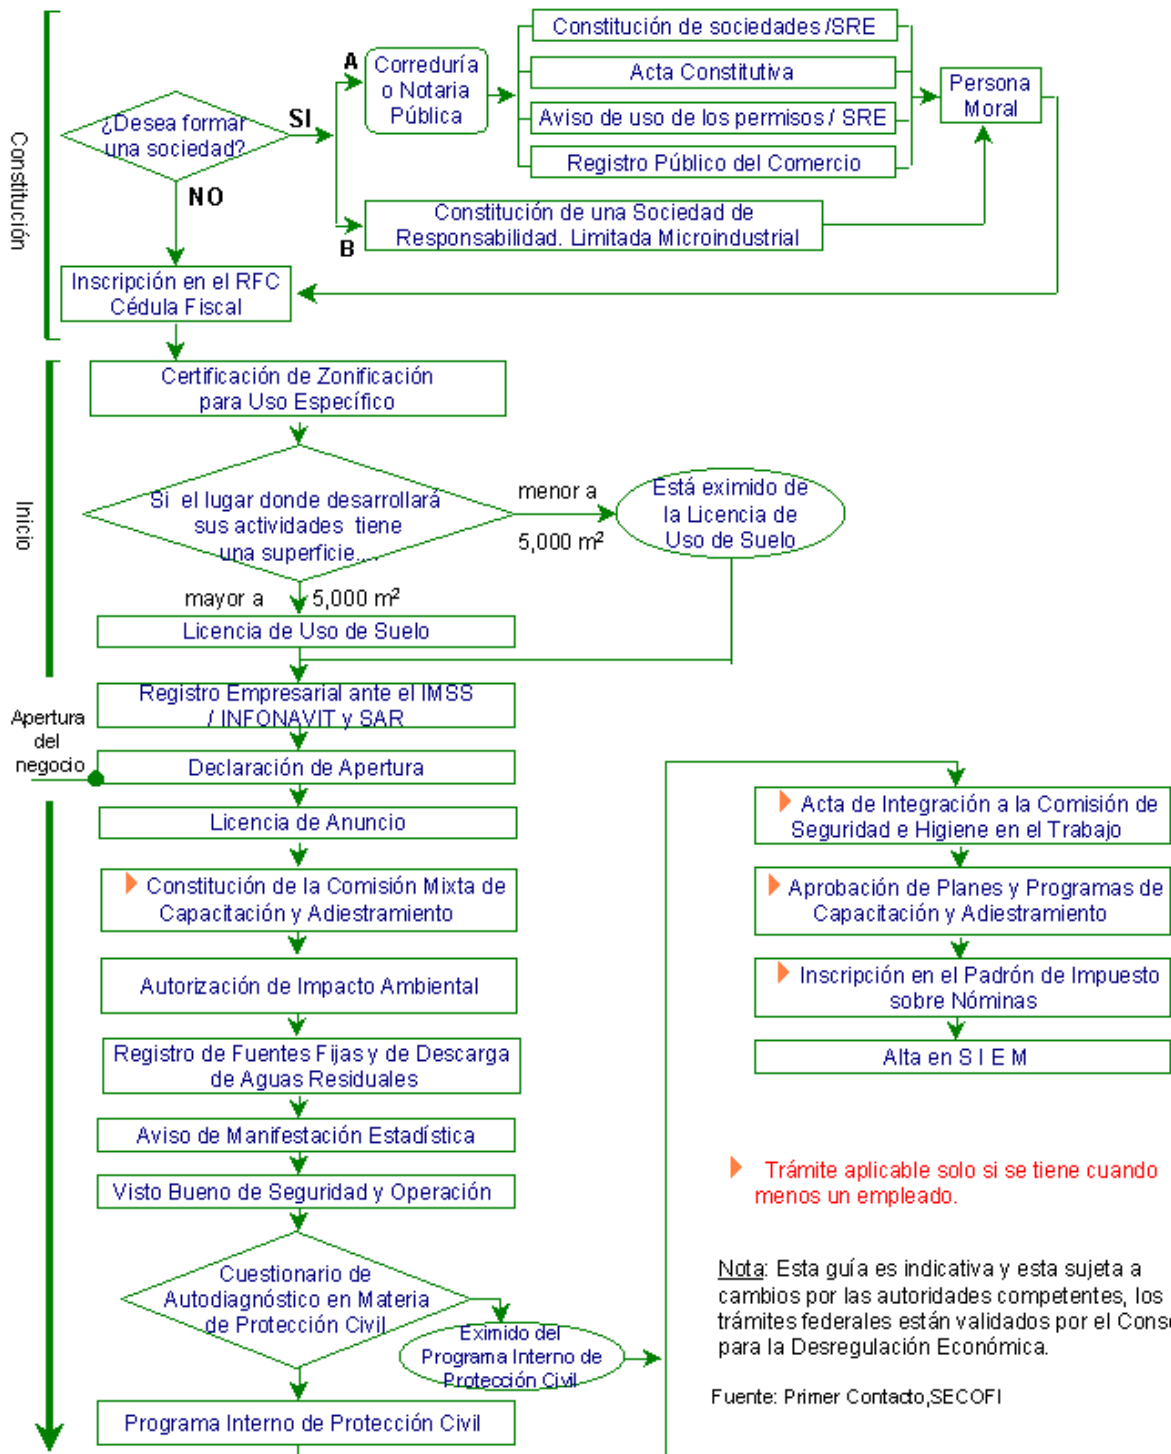 Constitución
¿Desea formar
una sociedad?
SI
NO
A
B
Correduría
o Notaria
Pública
Constitución de sociedades /SRE
Acta Constitutiva
Aviso de uso de los permisos / SRE
Registro Público del Comercio
Persona
Moral
Constitución de una Sociedad de
Responsabilidad. Limitada Microindustrial
Inscripción en el RFC
Cédula Fiscal
Inicio
Certificación de Zonificación
para Uso Específico
Si el lugar donde desarrollará
sus actividades tiene
una superficie....
menor a
5,000 m²
Está eximido de
la Licencia de
Uso de Suelo
mayor a 5,000 m²
Licencia de Uso de Suelo
Registro Empresarial ante el IMSS
/ INFONAVIT y SAR
Apertura
del
negocio
Declaración de Apertura
Licencia de Anuncio
Constitución de la Comisión Mixta de
Capacitación y Adiestramiento
Autorización de Impacto Ambiental
Registro de Fuentes Fijas y de Descarga
de Aguas Residuales
Aviso de Manifestación Estadística
Visto Bueno de Seguridad y Operación
Cuestionario de
Autodiagnóstico en Materia
de Protección Civil
Eximido del
Programa Interno de
Protección Civil
Programa Interno de Protección Civil
Acta de Integración a la Comisión de
Seguridad e Higiene en el Trabajo
Aprobación de Planes y Programas de
Capacitación y Adiestramiento
Inscripción en el Padrón de Impuesto
sobre Nóminas
Alta en S I E M
Trámite aplicable solo si se tiene cuando
menos un empleado.
Nota: Esta guía es indicativa y esta sujeta a
cambios por las autoridades competentes, los
trámites federales están validados por el
para la Desregulación Económica.
Fuente: Primer Contacto,SECOFI